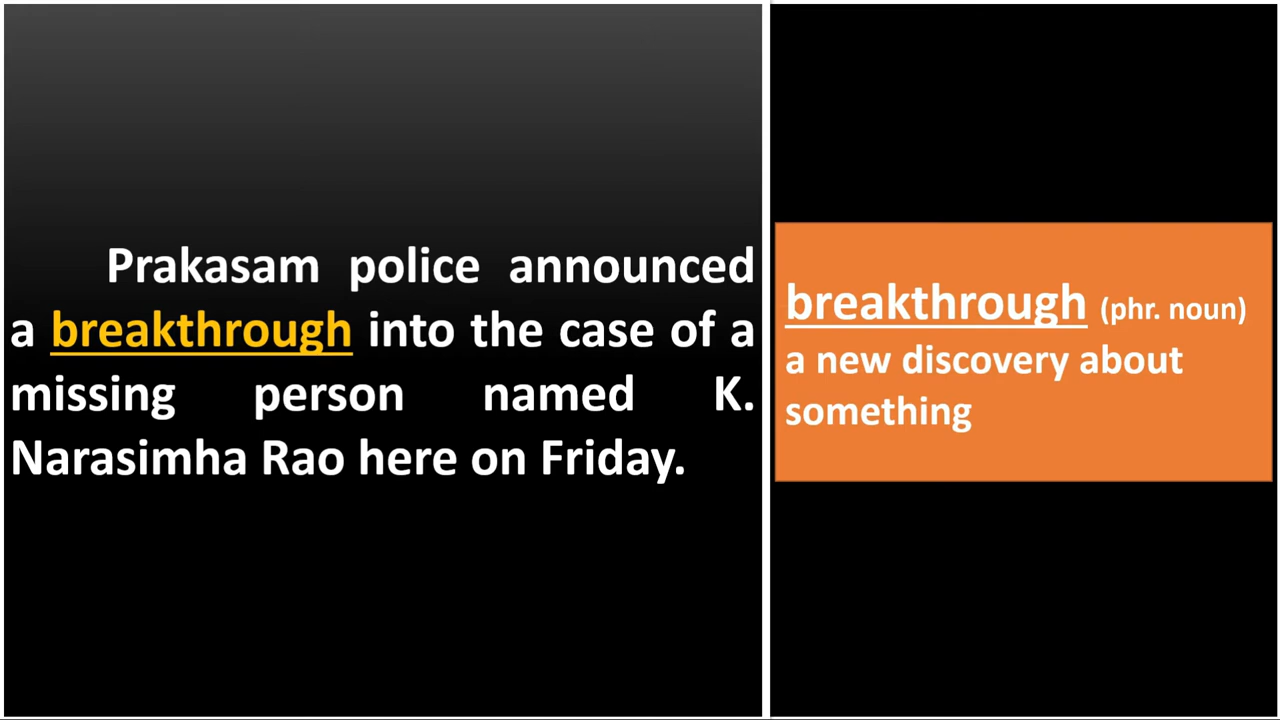 Prakasam police announced
a breakthrough into the case of a
missing person named K.
Narasimha Rao here on Friday.
breakthrough (phr. noun)
a new discovery about
something